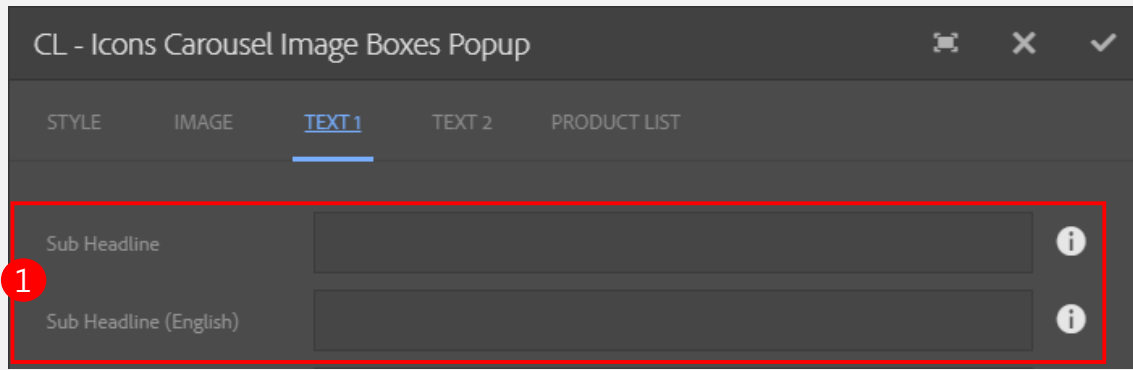 CL - Icons Carousel Image Boxes Popup
STYLE IMAGE TEXT 1 TEXT 2 PRODUCT LIST
Sub Headline
1
Sub Headline (English)